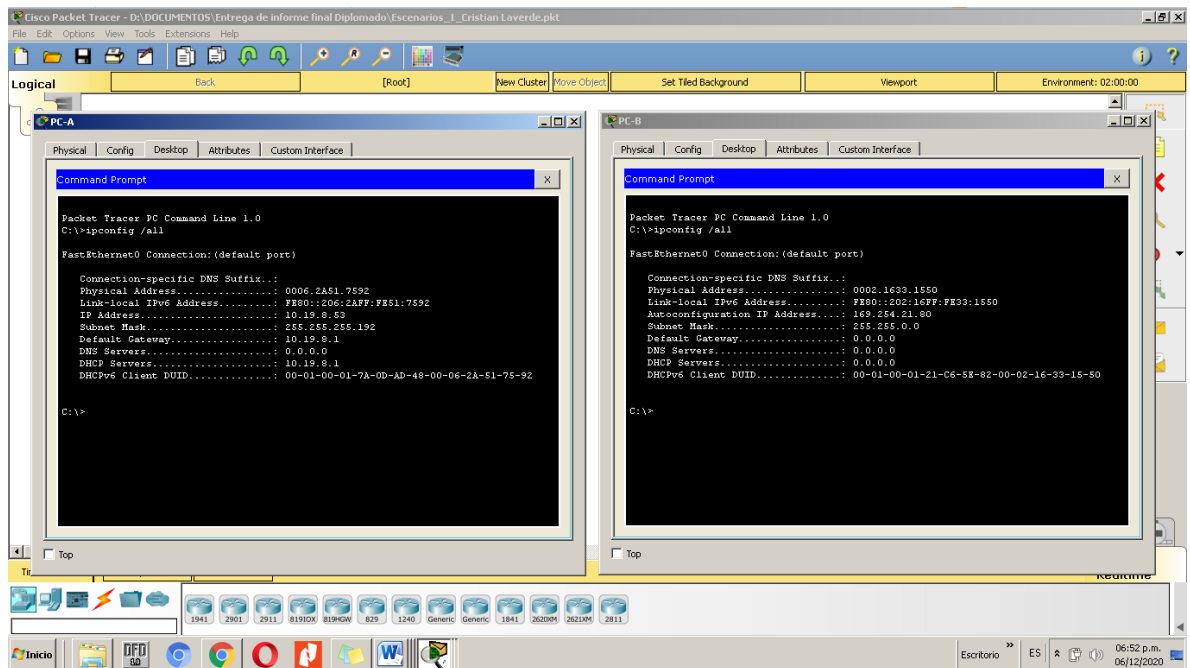 Cisco Packet Tracer - D:\DOCUMENTOS\Entrega de informe final Diplomado\Escenarios_1_Cristian Laverde.pkt
File Edit Options View Tools Extensions Help
Logical Back [Root] New Cluster Move Object Set Tiled Background Viewport Environment: 02:00:00
PC-A
Physical Config Desktop Attributes Custom Interface
Command Prompt X
Packet Tracer PC Command Line 1.0
C:\>ipconfig /all
FastEthernet0 Connection:(default port)
Connection-specific DNS Suffix..:
Physical Address................: 0006.2A51.7592
Link-local IPv6 Address.........: FE80::206:2AFF:FE51:7592
IP Address......................: 10.19.8.53
Subnet Mask.....................: 255.255.255.192
Default Gateway.................: 10.19.8.1
DNS Servers.....................: 0.0.0.0
DHCP Servers....................: 10.19.8.1
DHCPv6 Client DUID..............: 00-01-00-01-7A-0D-AD-48-00-06-2A-51-75-92
C:\>
Top
PC-B
Physical Config Desktop Attributes Custom Interface
Command Prompt X
Packet Tracer PC Command Line 1.0
C:\>ipconfig /all
FastEthernet0 Connection:(default port)
Connection-specific DNS Suffix..:
Physical Address................: 0002.1633.1550
Link-local IPv6 Address.........: FE80::202:16FF:FE33:1550
Autoconfiguration IP Address....: 169.254.21.80
Subnet Mask.....................: 255.255.0.0
Default Gateway.................: 0.0.0.0
DNS Servers.....................: 0.0.0.0
DHCP Servers....................: 0.0.0.0
DHCPv6 Client DUID..............: 00-01-00-01-21-C6-5E-82-00-02-16-33-15-50
C:\>
Top
1941 2901 2911 819IOX 819HGW 829 1240 Generic Generic 1841 2620XM 2621XM 2811
Inicio Escritorio » ES 06:52 p.m.
06/12/2020